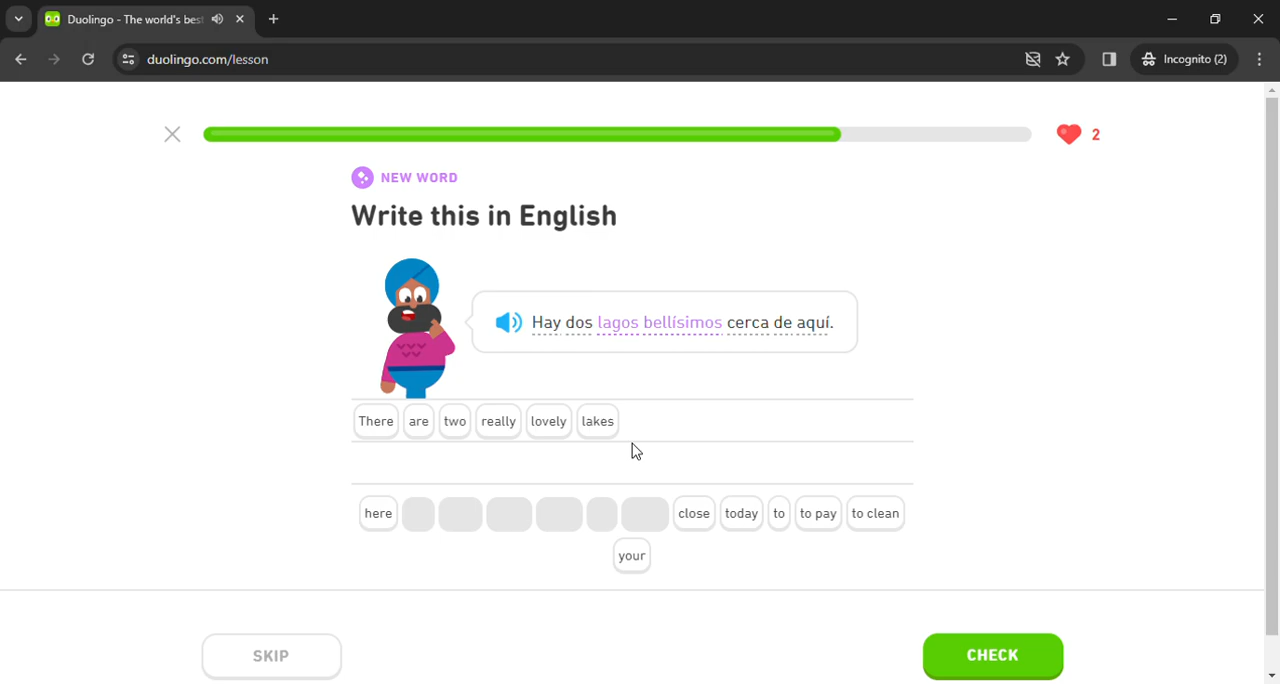 Duolingo - The world's bes
duolingo.com/lesson
Incognito (2)
2
NEW WORD
Write this in English
Hay dos lagos bellísimos cerca de aquí.
There are two really lovely lakes
here close today to to pay to clean
your
SKIP
CHECK